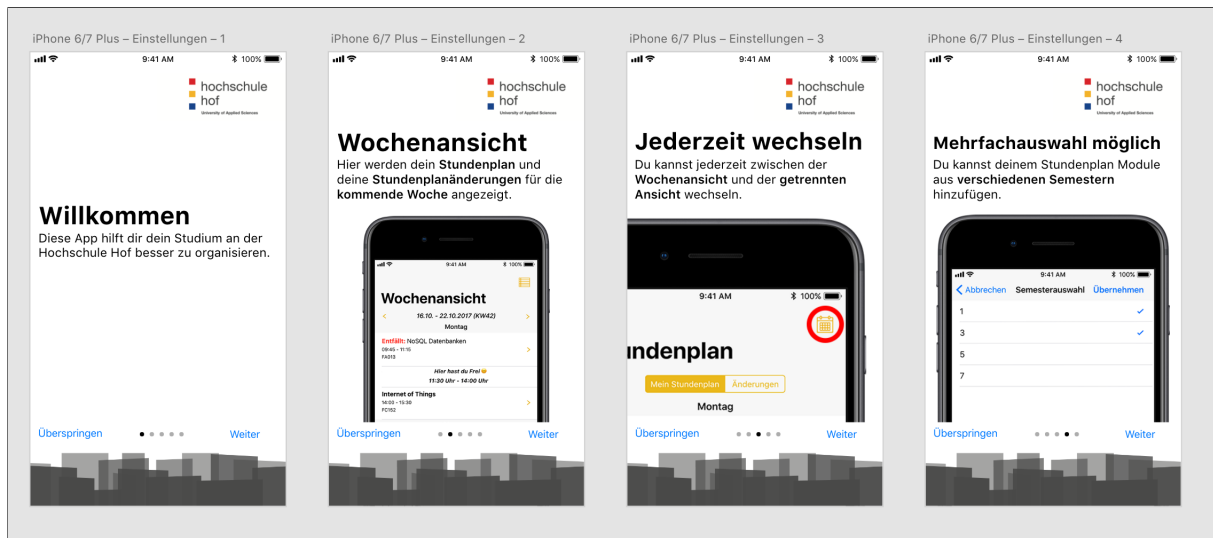 iPhone 6/7 Plus – Einstellungen – 1
9:41 AM
100%
hochschule
hof
University of Applied Sciences
Willkommen
Diese App hilft dir dein Studium an der
Hochschule Hof besser zu organisieren.
Überspringen
Weiter
iPhone 6/7 Plus – Einstellungen – 2
9:41 AM
100%
hochschule
hof
University of Applied Sciences
Wochenansicht
Hier werden dein Stundenplan und
deine Stundenplanänderungen für die
kommende Woche angezeigt.
9:41 AM
100%
Wochenansicht
< 16.10. - 22.10.2017 (KW42) >
Montag
Entfällt: NoSQL Datenbanken
09:45 - 11:15
FA013
Hier hast du Frei 😊
11:30 Uhr - 14:00 Uhr
Internet of Things
14:02 - 15:30
FC152
Überspringen
Weiter
iPhone 6/7 Plus – Einstellungen – 3
9:41 AM
100%
hochschule
hof
University of Applied Sciences
Jederzeit wechseln
Du kannst jederzeit zwischen der
Wochenansicht und der getrennten
Ansicht wechseln.
9:41 AM
100%
undenplan
Mein Stundenplan Änderungen
Montag
Überspringen
Weiter
iPhone 6/7 Plus – Einstellungen – 4
9:41 AM
100%
hochschule
hof
University of Applied Sciences
Mehrfachauswahl möglich
Du kannst deinem Stundenplan Module
aus verschiedenen Semestern
hinzufügen.
9:41 AM
100%
Abbrechen Semesterauswahl Übernehmen
1
3
5
7
Überspringen
Weiter